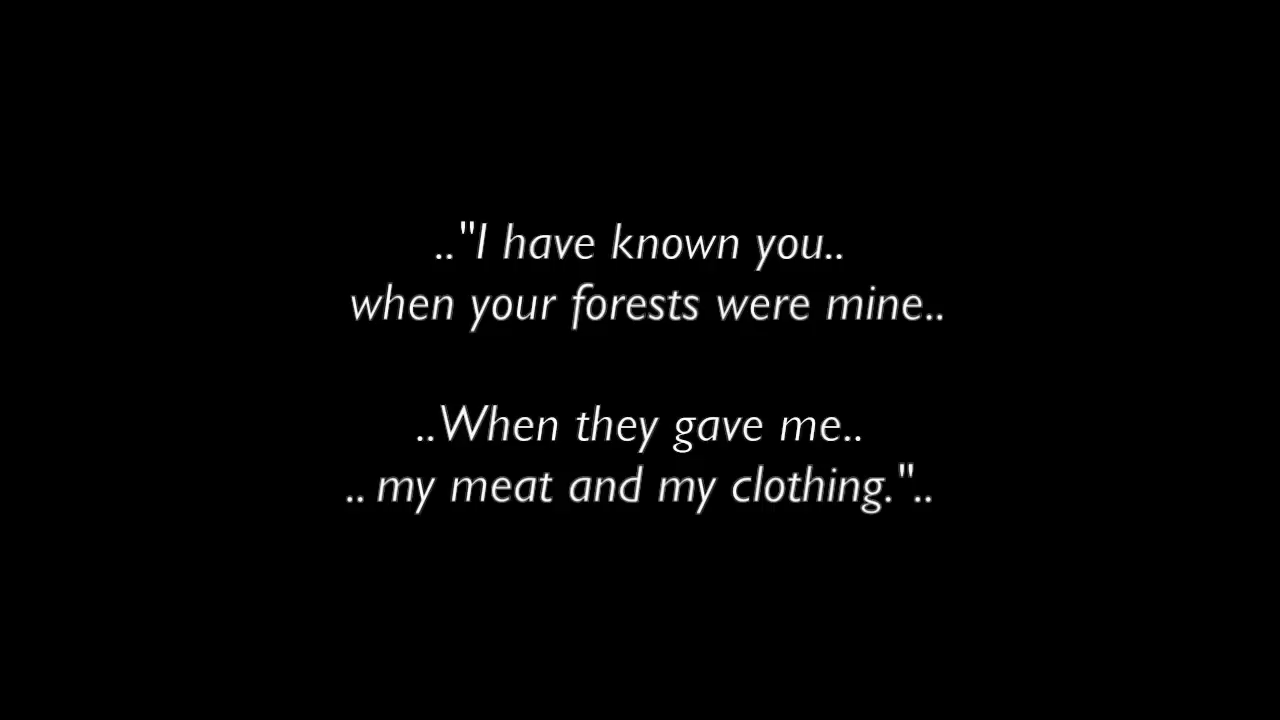 .."I have known you..
when your forests were mine..
..When they gave me..
.. my meat and my clothing."..